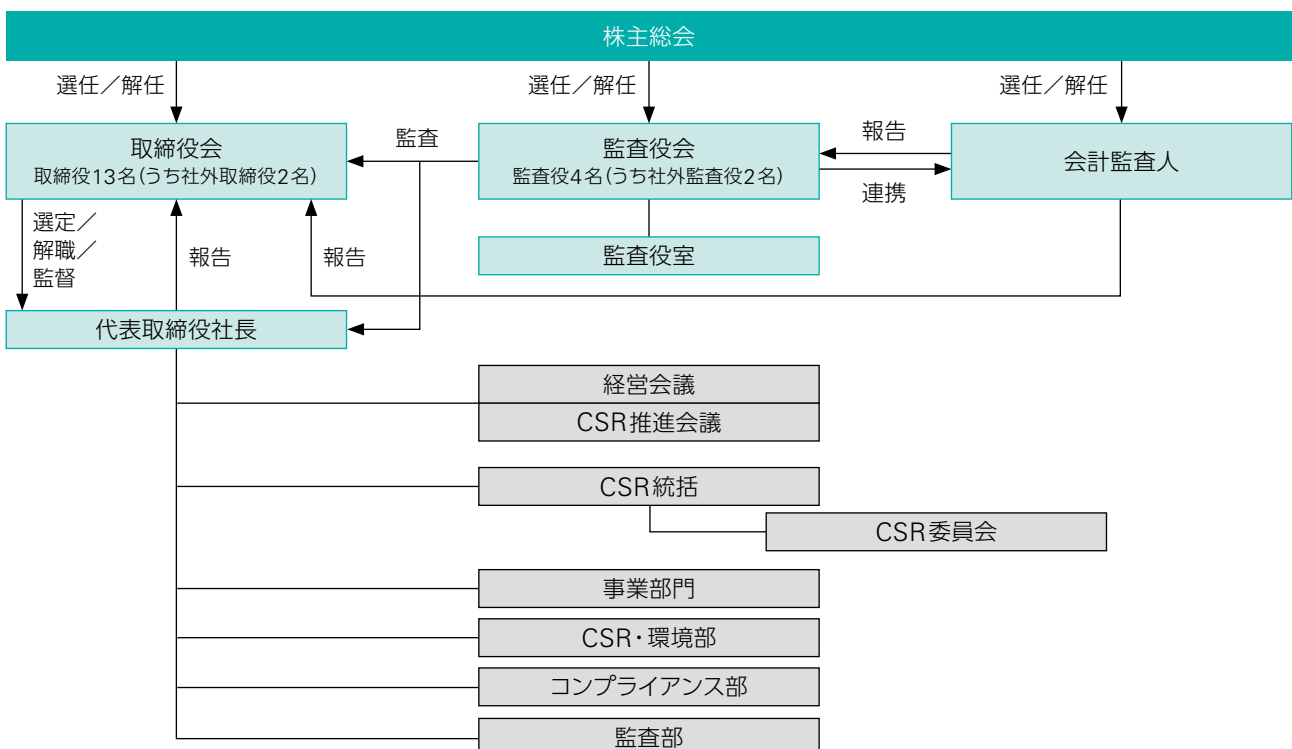 株主総会
選任／解任
選任／解任
選任／解任
取締役会
取締役13名(うち社外取締役2名)
監査
監査役会
監査役4名(うち社外監査役2名)
報告
連携
会計監査人
選定／
解職／
監督
報告
報告
監査役室
代表取締役社長
経営会議
CSR推進会議
CSR統括
CSR委員会
事業部門
CSR・環境部
コンプライアンス部
監査部